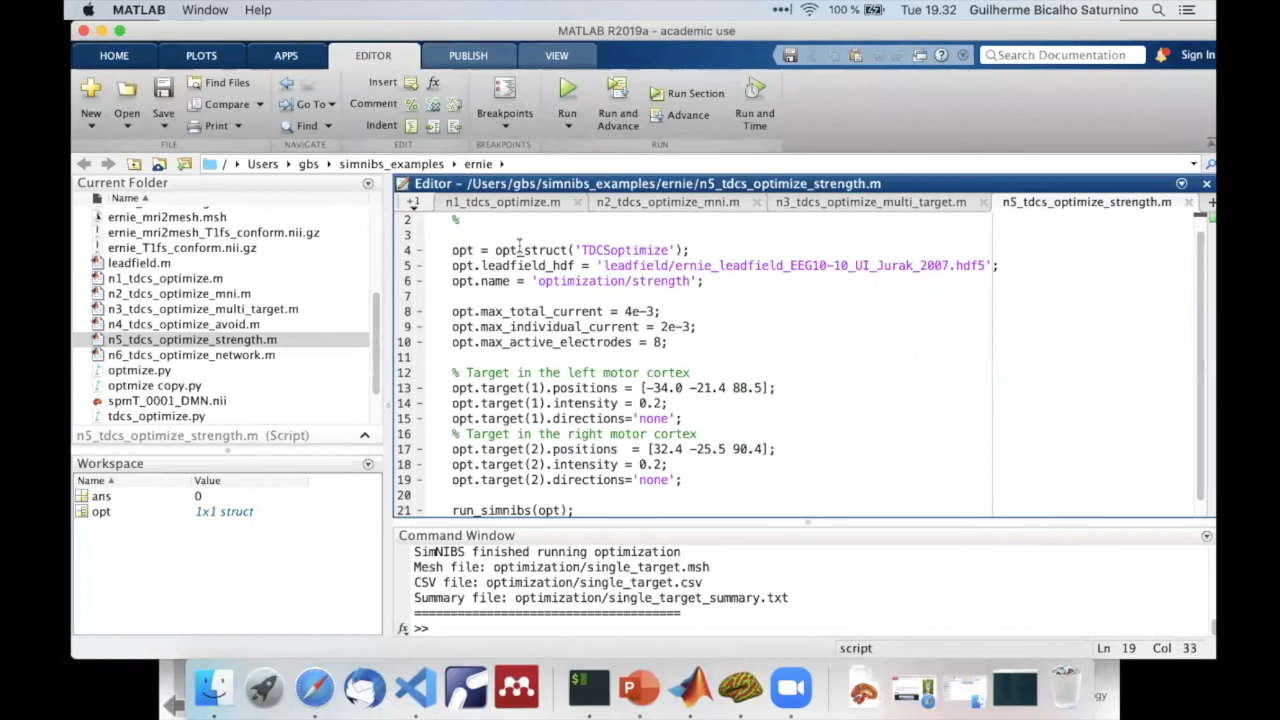 MATLAB Window Help
100 % Tue 19.32 Guilherme Bicalho Saturnino
MATLAB R2019a - academic use
HOME PLOTS APPS EDITOR PUBLISH VIEW
Search Documentation Sign In
New Open Save
Find Files
Compare
Print
Go To
Find
Insert
Comment
Indent
Breakpoints
Run
Run and Advance
Run Section
Advance
Run and Time
FILE NAVIGATE EDIT BREAKPOINTS RUN
/ Users gbs simnibs_examples ernie
Current Folder
Name
ernie_mri2mesh.msh
ernie_T1fs_conform.nii.gz
ernie_T1fs_conform.nii.gz
leadfield.m
n1_tdcs_optimize.m
n2_tdcs_optimize_mni.m
n3_tdcs_optimize_multi_target.m
n4_tdcs_optimize_avoid.m
n5_tdcs_optimize_strength.m
n6_tdcs_optimize_network.m
optmize.py
optmize copy.py
spmT_0001_DMN.nii
tdcs_optimize.py
n5_tdcs_optimize_strength.m (Script)
Workspace
Name Value
ans 0
opt 1x1 struct
Editor - /Users/gbs/simnibs_examples/ernie/n5_tdcs_optimize_strength.m
+1 n1_tdcs_optimize.m n2_tdcs_optimize_mni.m n3_tdcs_optimize_multi_target.m n5_tdcs_optimize_strength.m
2 %
3
4 opt = opt_struct('TDCSoptimize');
5 opt.leadfield_hdf = 'leadfield/ernie_leadfield_EEG10-10_UI_Jurak_2007.hdf5';
6 opt.name = 'optimization/strength';
7
8 opt.max_total_current = 4e-3;
9 opt.max_individual_current = 2e-3;
10 opt.max_active_electrodes = 8;
11
12 % Target in the left motor cortex
13 opt.target(1).positions = [-34.0 -21.4 88.5];
14 opt.target(1).intensity = 0.2;
15 opt.target(1).directions='none';
16 % Target in the right motor cortex
17 opt.target(2).positions = [32.4 -25.5 90.4];
18 opt.target(2).intensity = 0.2;
19 opt.target(2).directions='none';
20
21 run_simnibs(opt);
Command Window
SimNIBS finished running optimization
Mesh file: optimization/single_target.msh
CSV file: optimization/single_target.csv
Summary file: optimization/single_target_summary.txt
========================================
fx >>
script Ln 19 Col 33